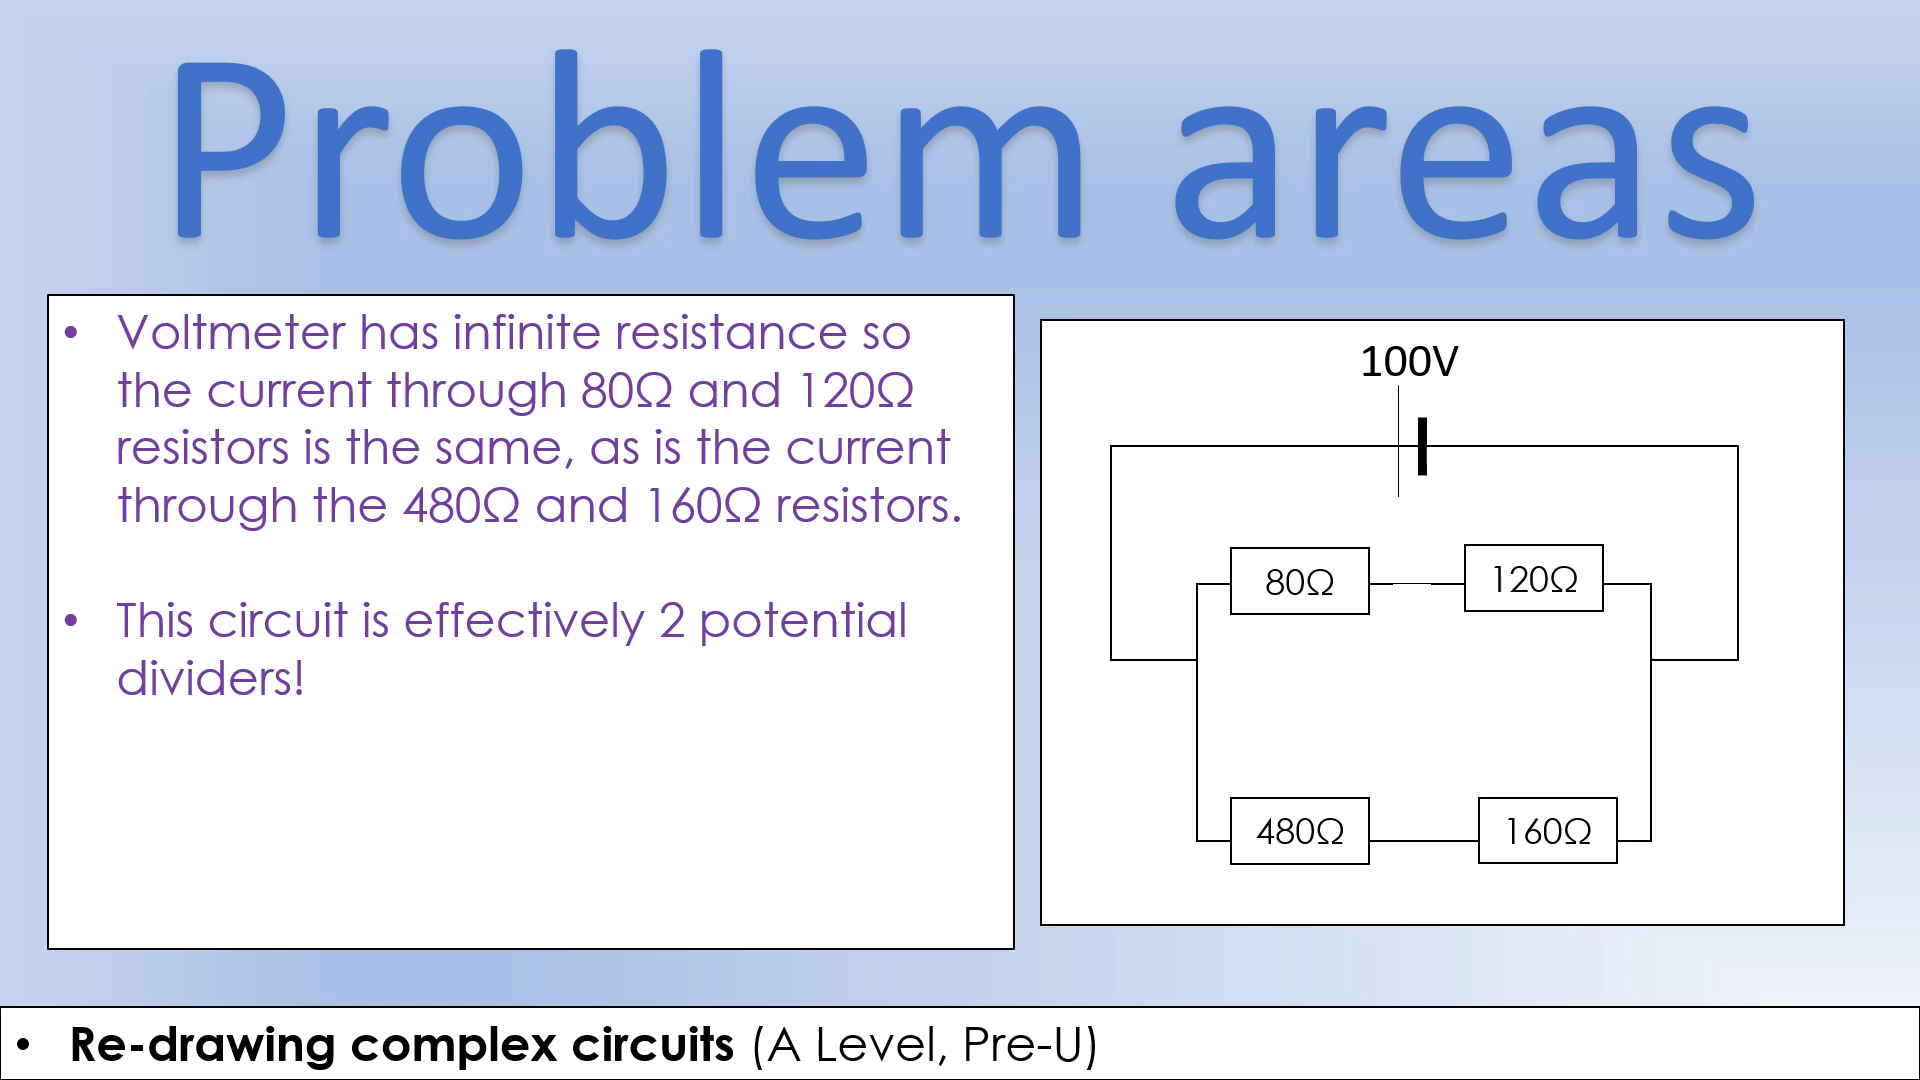 Problem areas
• Voltmeter has infinite resistance so
the current through 80Ω and 120Ω
resistors is the same, as is the current
through the 480Ω and 160Ω resistors.
• This circuit is effectively 2 potential
dividers!
100V
80Ω
120Ω
480Ω
160Ω
• Re-drawing complex circuits (A Level, Pre-U)